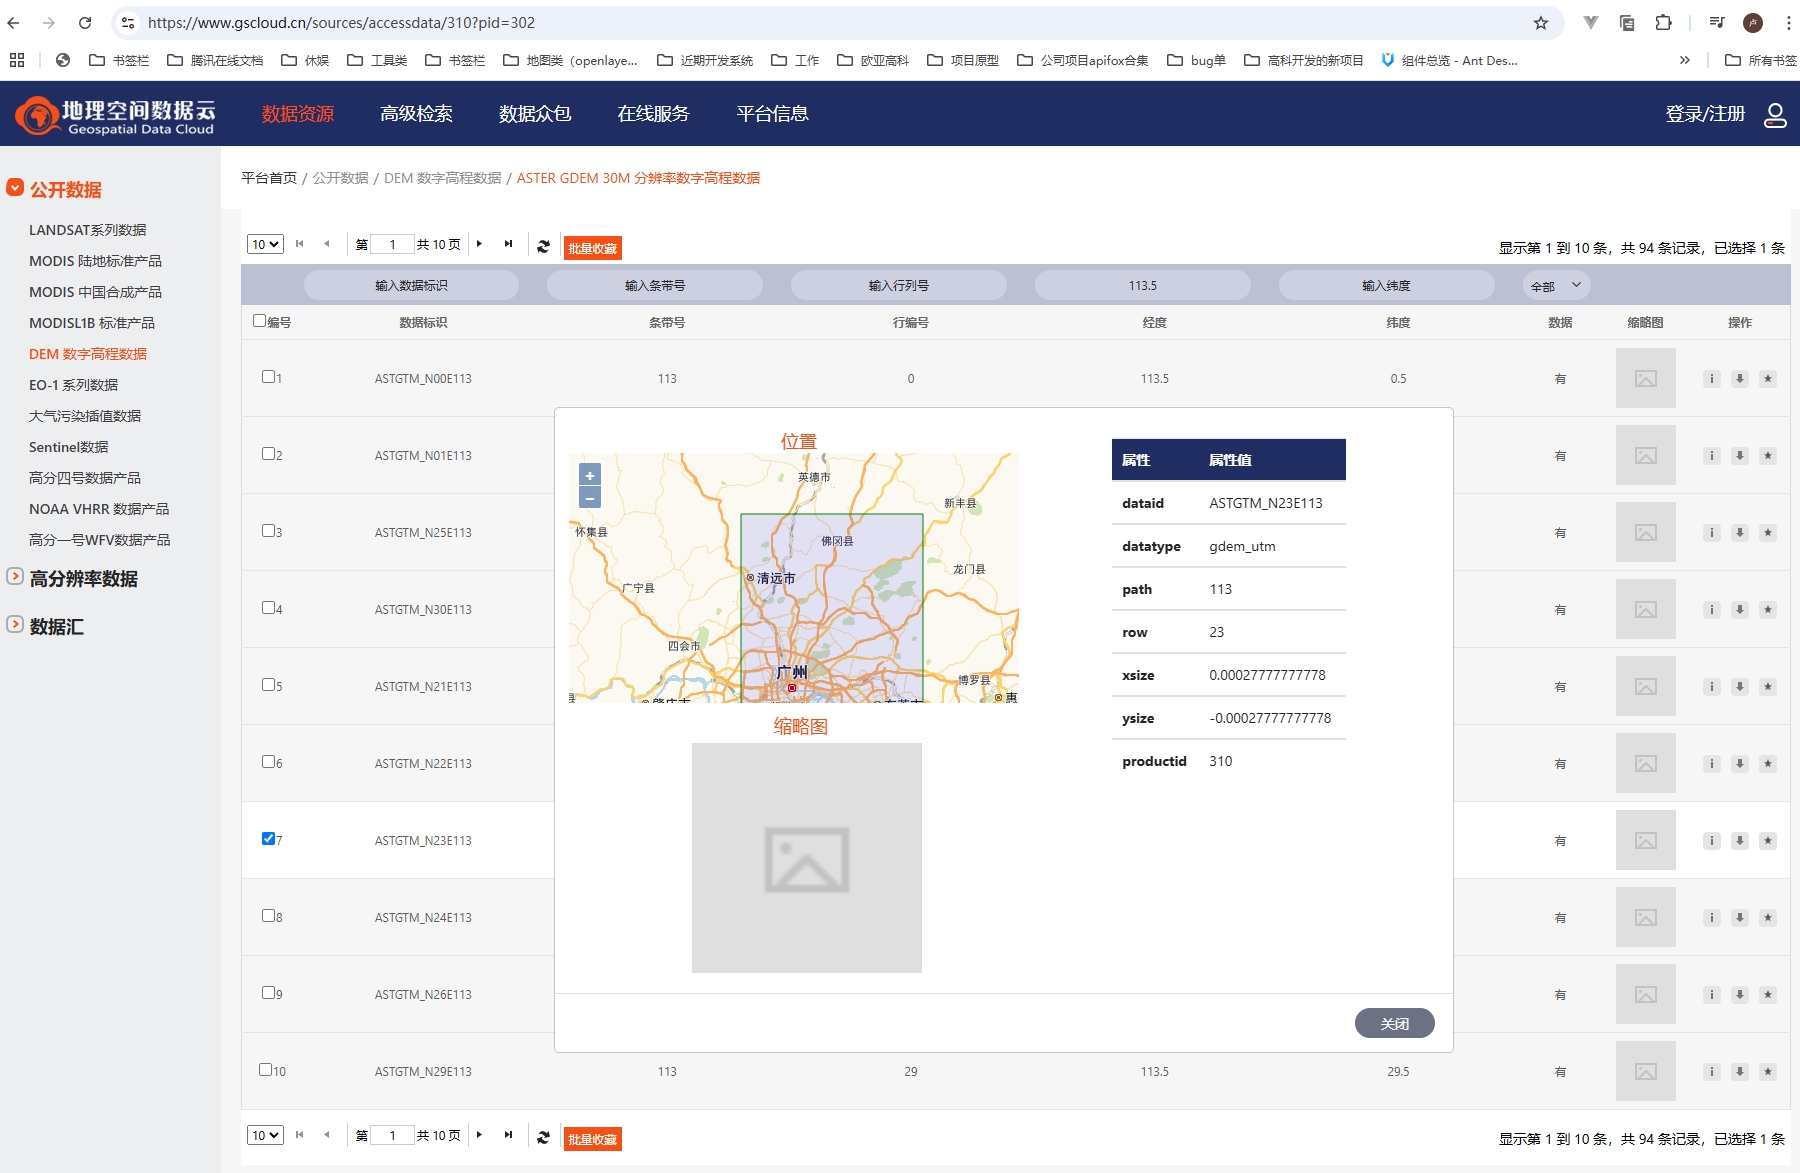 https://www.gscloud.cn/sources/accessdata/310?pid=302
书签栏 腾讯在线文档 休娱 工具类 书签栏 地图类（openlaye... 近期开发系统 工作 欧亚高科 项目原型 公司项目apifox合集 bug单 高科开发的新项目 组件总览 - Ant Des... » 所有书签
地理空间数据云
Geospatial Data Cloud
数据资源 高级检索 数据众包 在线服务 平台信息 登录/注册
公开数据
LANDSAT系列数据
MODIS 陆地标准产品
MODIS 中国合成产品
MODISL1B 标准产品
DEM 数字高程数据
EO-1 系列数据
大气污染插值数据
Sentinel数据
高分四号数据产品
NOAA VHRR 数据产品
高分一号WFV数据产品
高分辨率数据
数据汇
平台首页 / 公开数据 / DEM 数字高程数据 / ASTER GDEM 30M 分辨率数字高程数据
10 第 1 共 10 页 批量收藏 显示第 1 到 10 条，共 94 条记录，已选择 1 条
输入数据标识 输入条带号 输入行列号 113.5 输入纬度 全部
编号 数据标识 条带号 行编号 经度 纬度 数据 缩略图 操作
1 ASTGTM_N00E113 113 0 113.5 0.5 有
2 ASTGTM_N01E113 有
3 ASTGTM_N25E113 有
4 ASTGTM_N30E113 有
5 ASTGTM_N21E113 有
6 ASTGTM_N22E113 有
7 ASTGTM_N23E113 有
8 ASTGTM_N24E113 有
9 ASTGTM_N26E113 有
10 ASTGTM_N29E113 113 29 113.5 29.5 有
位置
+
−
英德市
新丰县
怀集县
佛冈县
龙门县
清远市
广宁县
四会市
广州
博罗县
惠
缩略图
属性 属性值
dataid ASTGTM_N23E113
datatype gdem_utm
path 113
row 23
xsize 0.00027777777778
ysize -0.00027777777778
productid 310
关闭
10 第 1 共 10 页 批量收藏 显示第 1 到 10 条，共 94 条记录，已选择 1 条